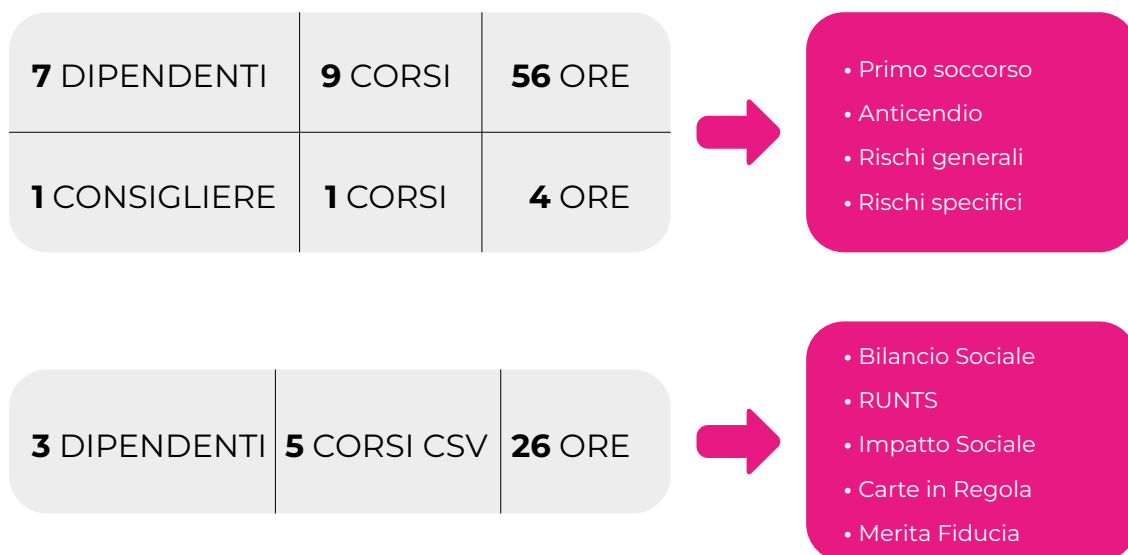 7 DIPENDENTI 9 CORSI 56 ORE
1 CONSIGLIERE 1 CORSI 4 ORE
• Primo soccorso
• Anticendio
• Rischi generali
• Rischi specifici
3 DIPENDENTI 5 CORSI CSV 26 ORE
• Bilancio Sociale
• RUNTS
• Impatto Sociale
• Carte in Regola
• Merita Fiducia